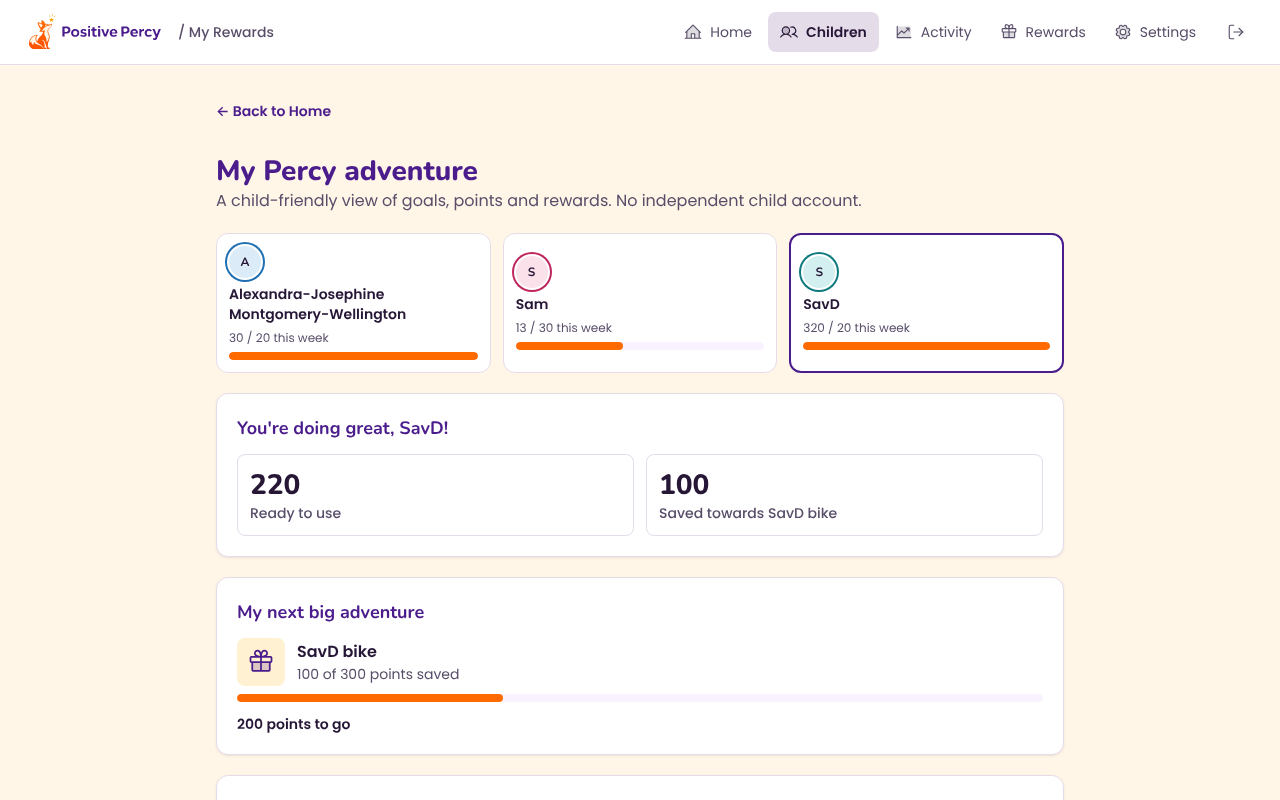 Positive Percy / My Rewards
Home Children Activity Rewards Settings
← Back to Home
My Percy adventure
A child-friendly view of goals, points and rewards. No independent child account.
A
Alexandra-Josephine
Montgomery-Wellington
30 / 20 this week
S
Sam
13 / 30 this week
S
SavD
320 / 20 this week
You're doing great, SavD!
220
Ready to use
100
Saved towards SavD bike
My next big adventure
SavD bike
100 of 300 points saved
200 points to go